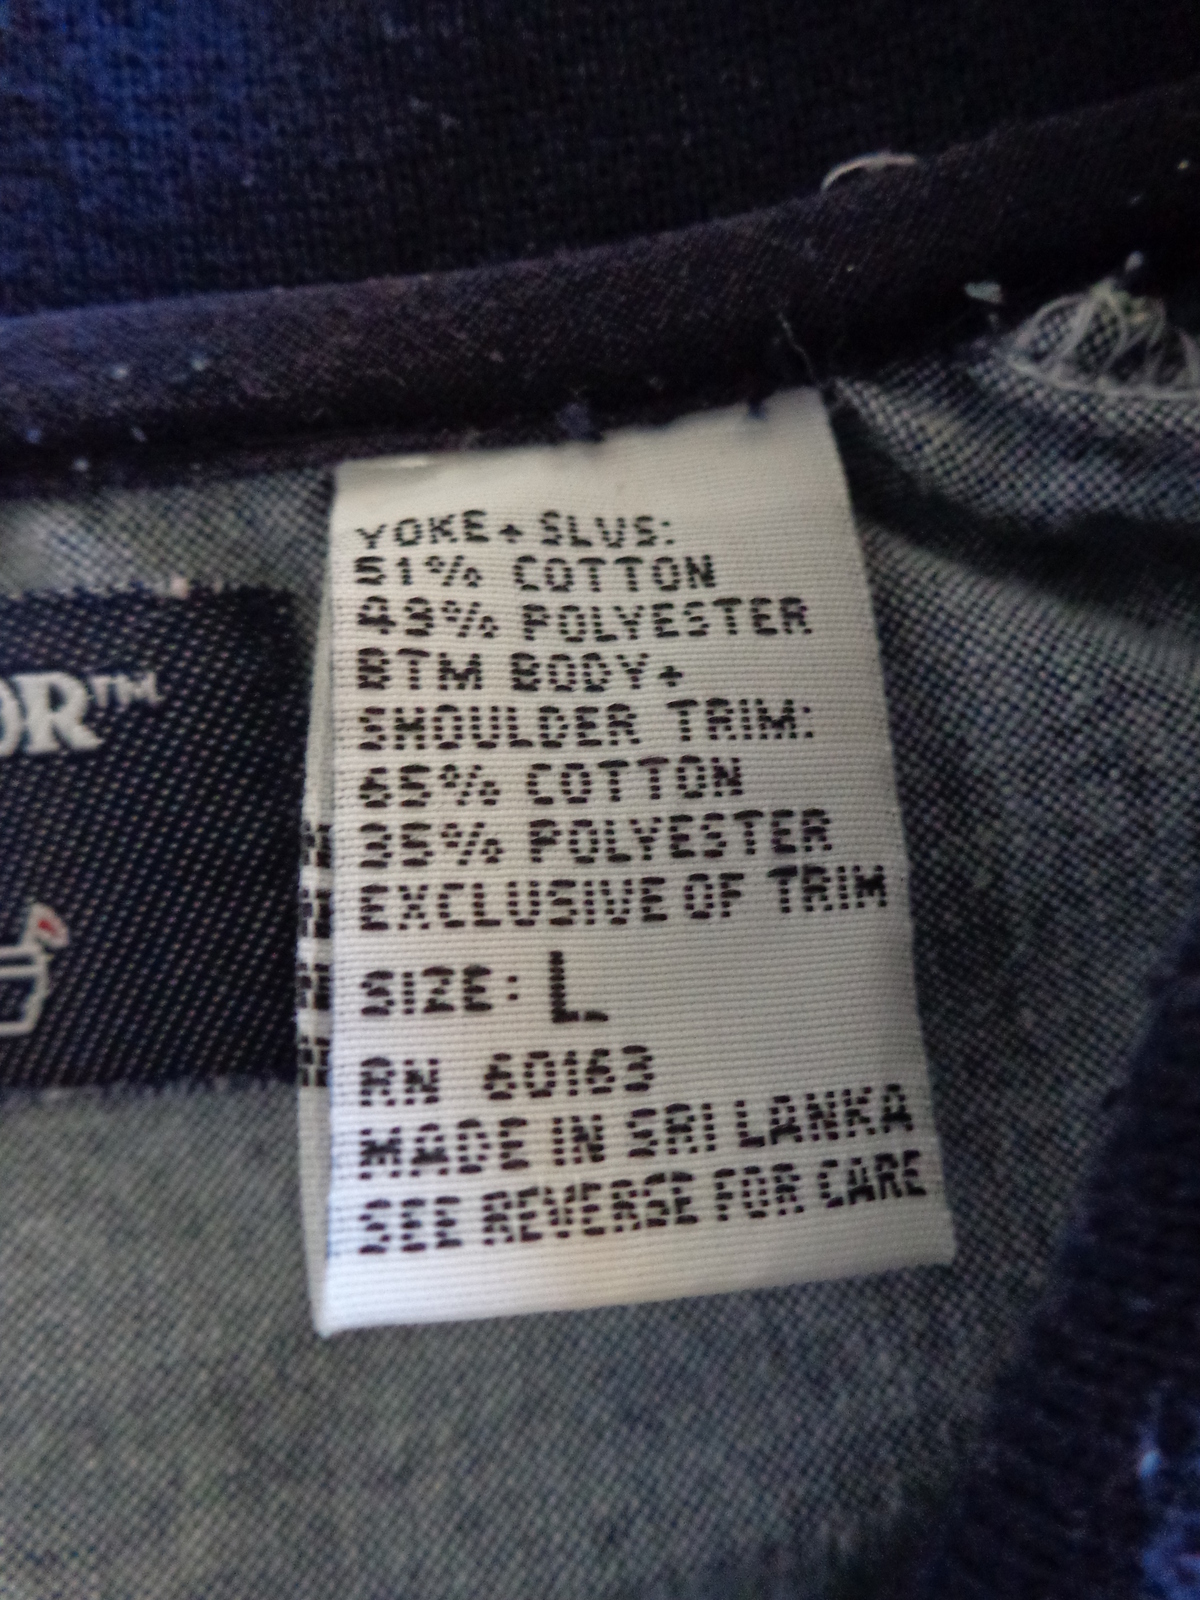 YOKE+ SLVS:
51% COTTON
49% POLYESTER
BTM BODY+
SHOULDER TRIM:
65% COTTON
35% POLYESTER
EXCLUSIVE OF TRIM
SIZE: L
RN 60163
MADE IN SRI LANKA
SEE REVERSE FOR CARE
OR™